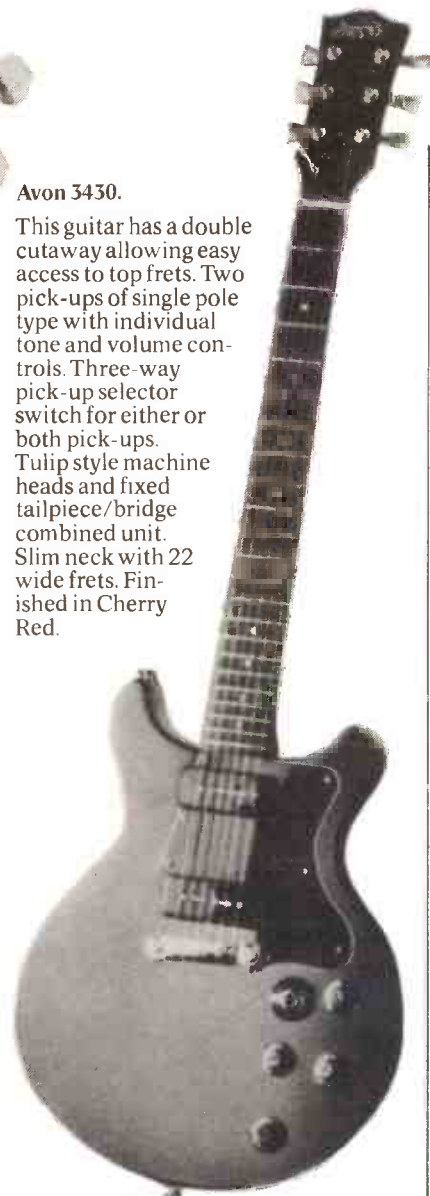 Avon 3430.
This guitar has a double
cutaway allowing easy
access to top frets. Two
pick-ups of single pole
type with individual
tone and volume con-
trols. Three-way
pick-up selector
switch for either or
both pick-ups.
Tulip style machine
heads and fixed
tailpiece/bridge
combined unit.
Slim neck with 22
wide frets. Fin-
ished in Cherry
Red.